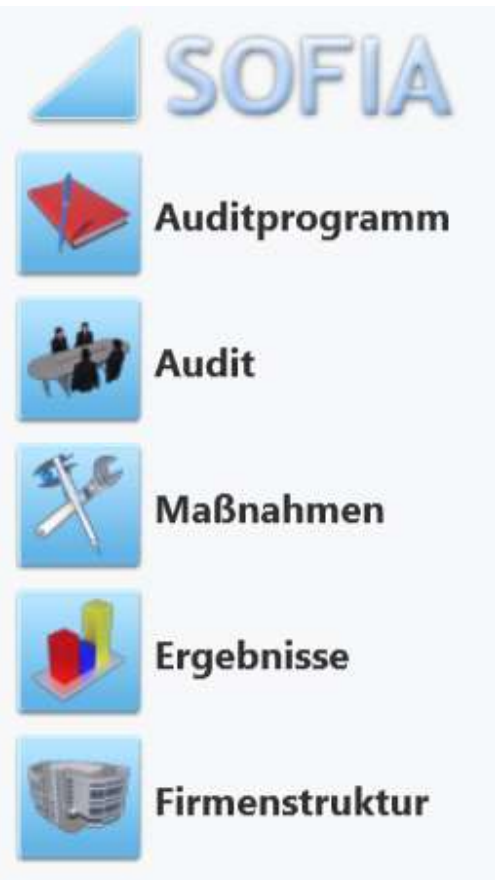 SOFIA
Auditprogramm
Audit
Maßnahmen
Ergebnisse
Firmenstruktur